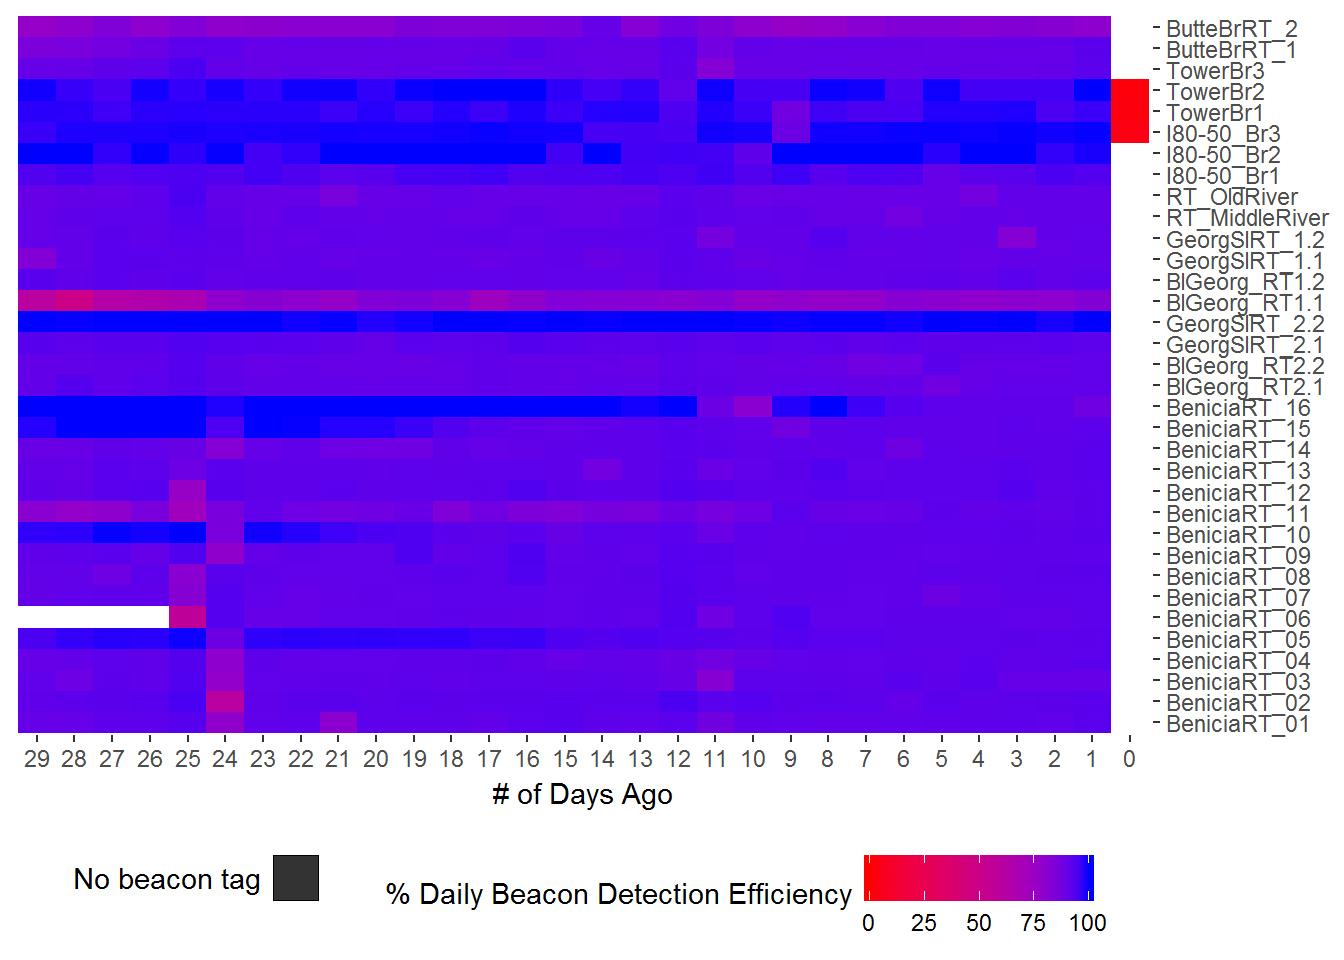 ButteBrRT_2
ButteBrRT_1
TowerBr3
TowerBr2
TowerBr1
I80-50_Br3
I80-50_Br2
I80-50_Br1
RT_OldRiver
RT_MiddleRiver
GeorgSlRT_1.2
GeorgSlRT_1.1
BlGeorg_RT1.2
BlGeorg_RT1.1
GeorgSlRT_2.2
GeorgSlRT_2.1
BlGeorg_RT2.2
BlGeorg_RT2.1
BeniciaRT_16
BeniciaRT_15
BeniciaRT_14
BeniciaRT_13
BeniciaRT_12
BeniciaRT_11
BeniciaRT_10
BeniciaRT_09
BeniciaRT_08
BeniciaRT_07
BeniciaRT_06
BeniciaRT_05
BeniciaRT_04
BeniciaRT_03
BeniciaRT_02
BeniciaRT_01
29 28 27 26 25 24 23 22 21 20 19 18 17 16 15 14 13 12 11 10 9 8 7 6 5 4 3 2 1 0
# of Days Ago
No beacon tag
% Daily Beacon Detection Efficiency
0 25 50 75 100